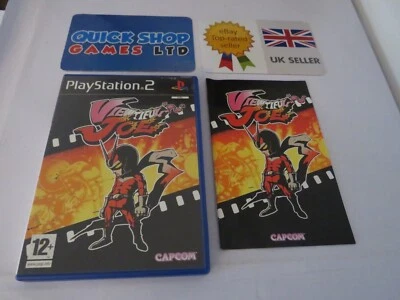 QUICK SHOP
GAMES LTD
eBay
Top-rated
seller
UK SELLER
PlayStation 2
VIEWTIFUL
JOE
12+
CAPCOM
VIEWTIFUL
JOE
CAPCOM